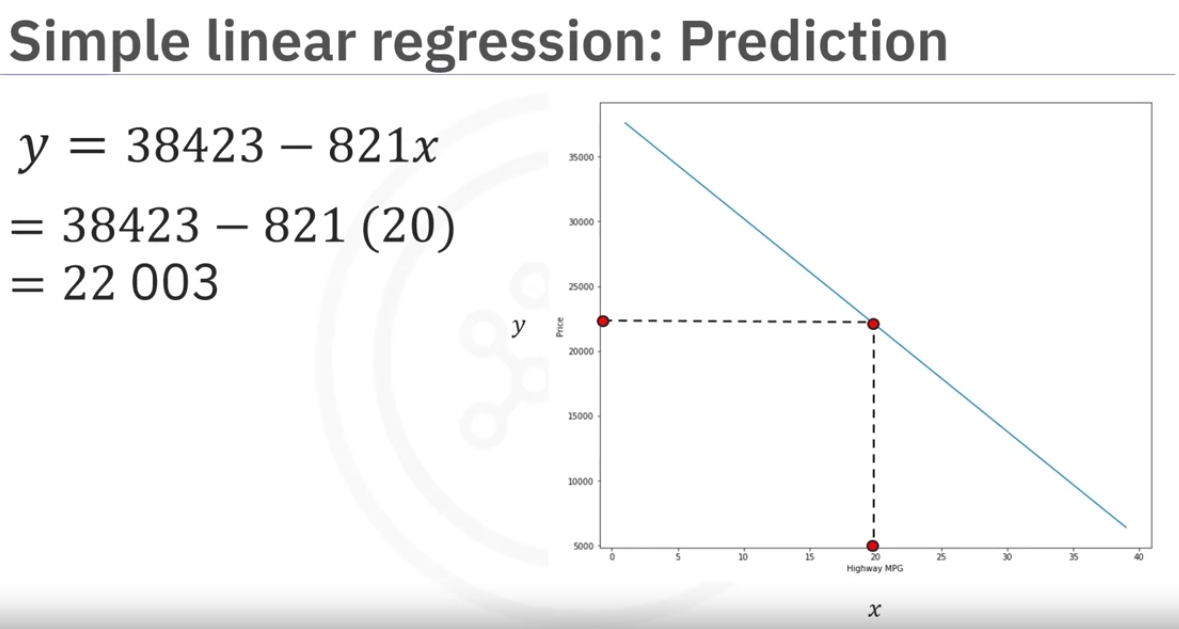 Simple linear regression: Prediction
y = 38423 − 821x
= 38423 − 821 (20)
= 22 003
y
Price
35000
30000
25000
20000
15000
10000
5000
0 5 10 15 20 25 30 35 40
Highway MPG
x